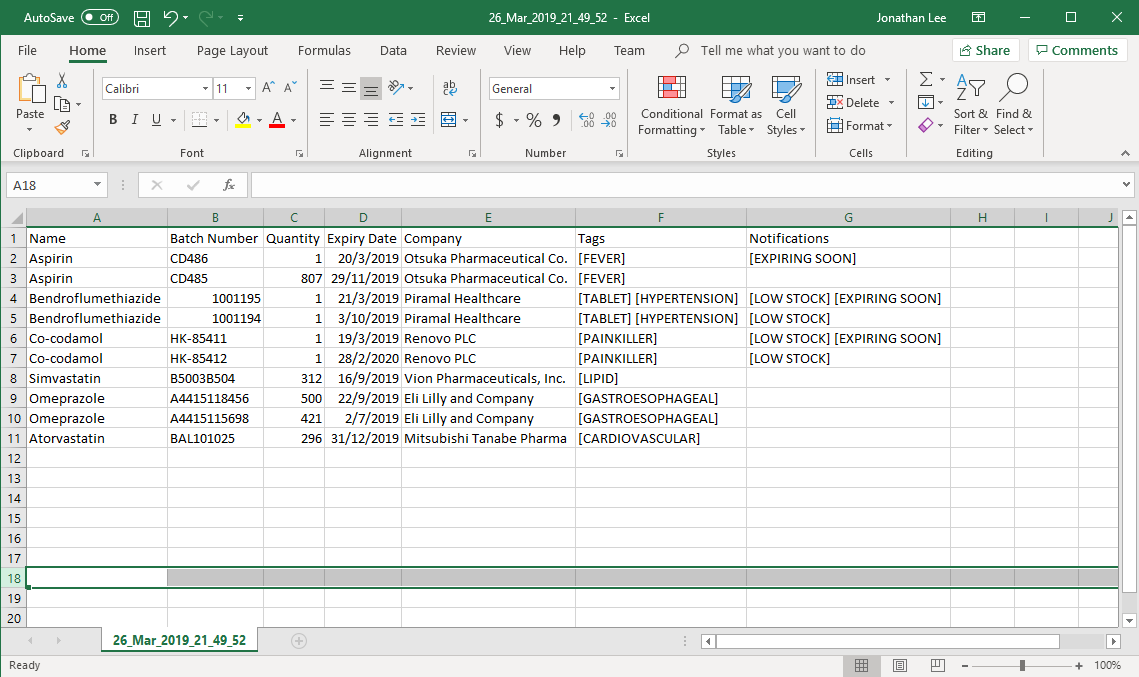 AutoSave Off 26_Mar_2019_21_49_52 - Excel Jonathan Lee
File Home Insert Page Layout Formulas Data Review View Help Team Tell me what you want to do Share Comments
Paste Calibri 11 General Conditional Formatting Format as Table Cell Styles Insert Delete Format Sort & Filter Find & Select
Clipboard Font Alignment Number Styles Cells Editing
A18 fx
A B C D E F G H I J
1 Name Batch Number Quantity Expiry Date Company Tags Notifications
2 Aspirin CD486 1 20/3/2019 Otsuka Pharmaceutical Co. [FEVER] [EXPIRING SOON]
3 Aspirin CD485 807 29/11/2019 Otsuka Pharmaceutical Co. [FEVER]
4 Bendroflumethiazide 1001195 1 21/3/2019 Piramal Healthcare [TABLET] [HYPERTENSION] [LOW STOCK] [EXPIRING SOON]
5 Bendroflumethiazide 1001194 1 3/10/2019 Piramal Healthcare [TABLET] [HYPERTENSION] [LOW STOCK]
6 Co-codamol HK-85411 1 19/3/2019 Renovo PLC [PAINKILLER] [LOW STOCK] [EXPIRING SOON]
7 Co-codamol HK-85412 1 28/2/2020 Renovo PLC [PAINKILLER] [LOW STOCK]
8 Simvastatin B5003B504 312 16/9/2019 Vion Pharmaceuticals, Inc. [LIPID]
9 Omeprazole A4415118456 500 22/9/2019 Eli Lilly and Company [GASTROESOPHAGEAL]
10 Omeprazole A4415115698 421 2/7/2019 Eli Lilly and Company [GASTROESOPHAGEAL]
11 Atorvastatin BAL101025 296 31/12/2019 Mitsubishi Tanabe Pharma [CARDIOVASCULAR]
12
13
14
15
16
17
18
19
20
26_Mar_2019_21_49_52
Ready 100%